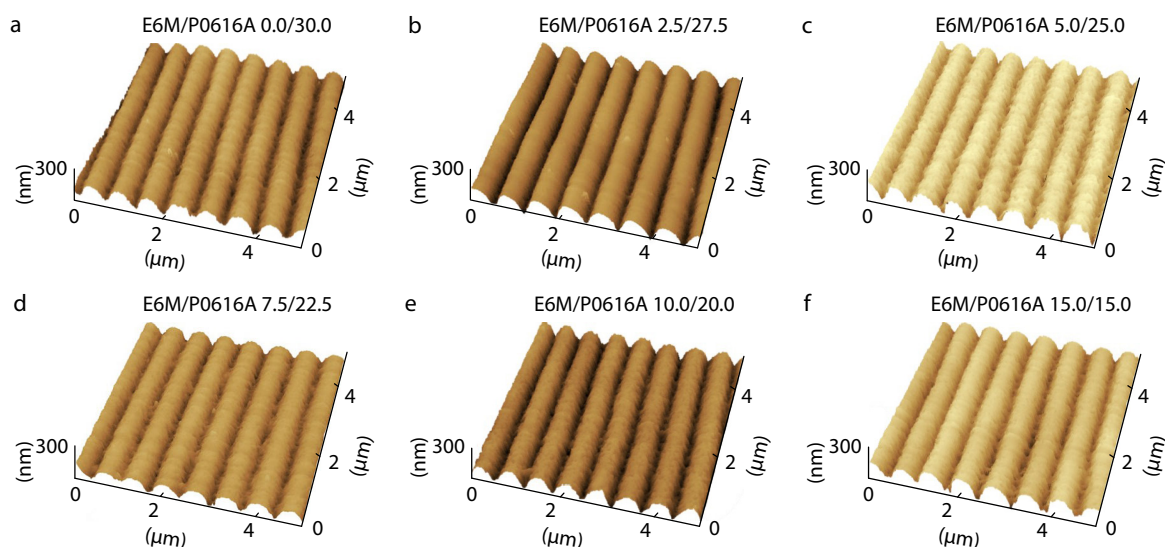 a
E6M/P0616A 0.0/30.0
300
(nm)
0
2
(µm)
4
0
2
4
(µm)
b
E6M/P0616A 2.5/27.5
300
(nm)
0
2
(µm)
4
0
2
4
(µm)
c
E6M/P0616A 5.0/25.0
300
(nm)
0
2
(µm)
4
0
2
4
(µm)
d
E6M/P0616A 7.5/22.5
300
(nm)
0
2
(µm)
4
0
2
4
(µm)
e
E6M/P0616A 10.0/20.0
300
(nm)
0
2
(µm)
4
0
2
4
(µm)
f
E6M/P0616A 15.0/15.0
300
(nm)
0
2
(µm)
4
0
2
4
(µm)